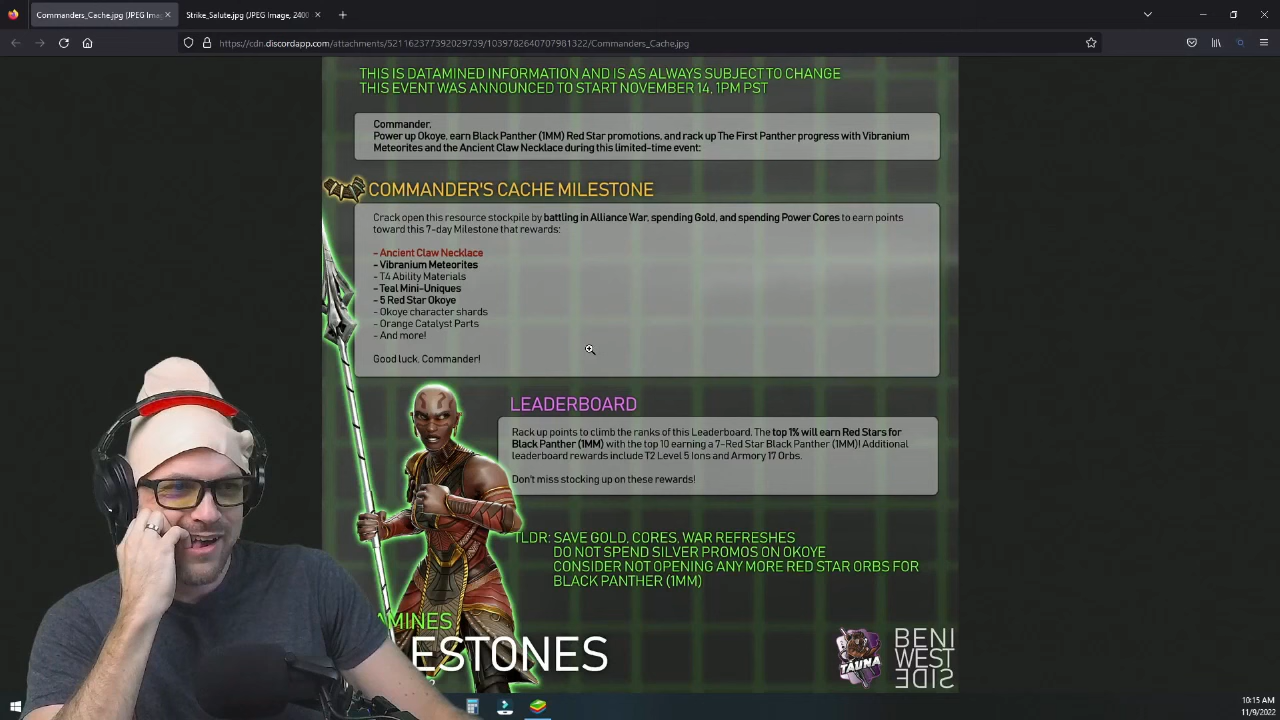 Commanders_Cache.jpg (JPEG Imag
Strike_Salute.jpg (JPEG Image, 2400
https://cdn.discordapp.com/attachments/521162377392029739/1039782640707981322/Commanders_Cache.jpg
THIS IS DATAMINED INFORMATION AND IS AS ALWAYS SUBJECT TO CHANGE
THIS EVENT WAS ANNOUNCED TO START NOVEMBER 14, 1PM PST
Commander,
Power up Okoye, earn Black Panther (1MM) Red Star promotions, and rack up The First Panther progress with Vibranium
Meteorites and the Ancient Claw Necklace during this limited-time event:
COMMANDER'S CACHE MILESTONE
Crack open this resource stockpile by battling in Alliance War, spending Gold, and spending Power Cores to earn points
toward this 7-day Milestone that rewards:
- Ancient Claw Necklace
- Vibranium Meteorites
- T4 Ability Materials
- Teal Mini-Uniques
- 5 Red Star Okoye
- Okoye character shards
- Orange Catalyst Parts
- And more!
Good luck, Commander!
LEADERBOARD
Rack up points to climb the ranks of this Leaderboard. The top 1% will earn Red Stars for
Black Panther (1MM) with the top 10 earning a 7-Red Star Black Panther (1MM)! Additional
leaderboard rewards include T2 Level 5 Ions and Armory 17 Orbs.
Don't miss stocking up on these rewards!
TLDR: SAVE GOLD, CORES, WAR REFRESHES
DO NOT SPEND SILVER PROMOS ON OKOYE
CONSIDER NOT OPENING ANY MORE RED STAR ORBS FOR
BLACK PANTHER (1MM)
AMINES
ESTONES
TAUNA
BENI
WEST
SIDE
10:15 AM
11/9/2022